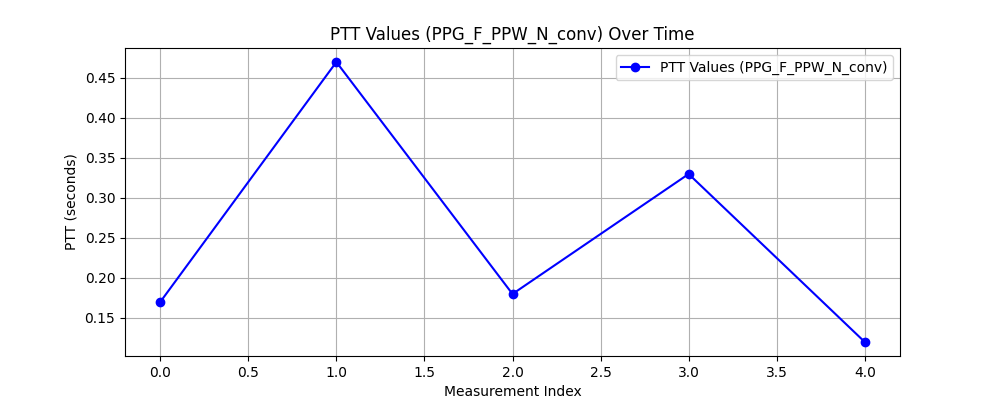 PTT Values (PPG_F_PPW_N_conv) Over Time
PTT Values (PPG_F_PPW_N_conv)
PTT (seconds)
0.45
0.40
0.35
0.30
0.25
0.20
0.15
0.0 0.5 1.0 1.5 2.0 2.5 3.0 3.5 4.0
Measurement Index